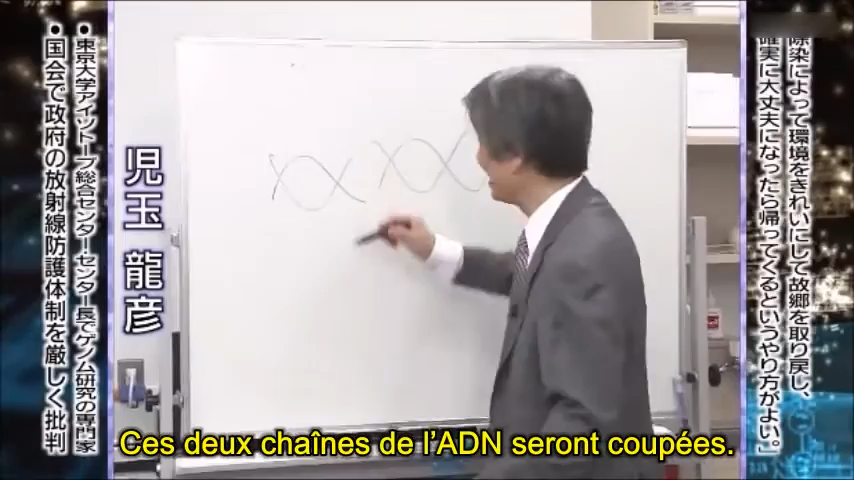 除染によって環境をきれいにして故郷を取り戻し、
確実に大丈夫になったら帰ってくるというやり方がよい。」
児玉 龍彦
●東京大学アイソトープ総合センター・センター長でゲノム研究の専門家
●国会で政府の放射線防護体制を厳しく批判
Ces deux chaînes de l'ADN seront coupées.